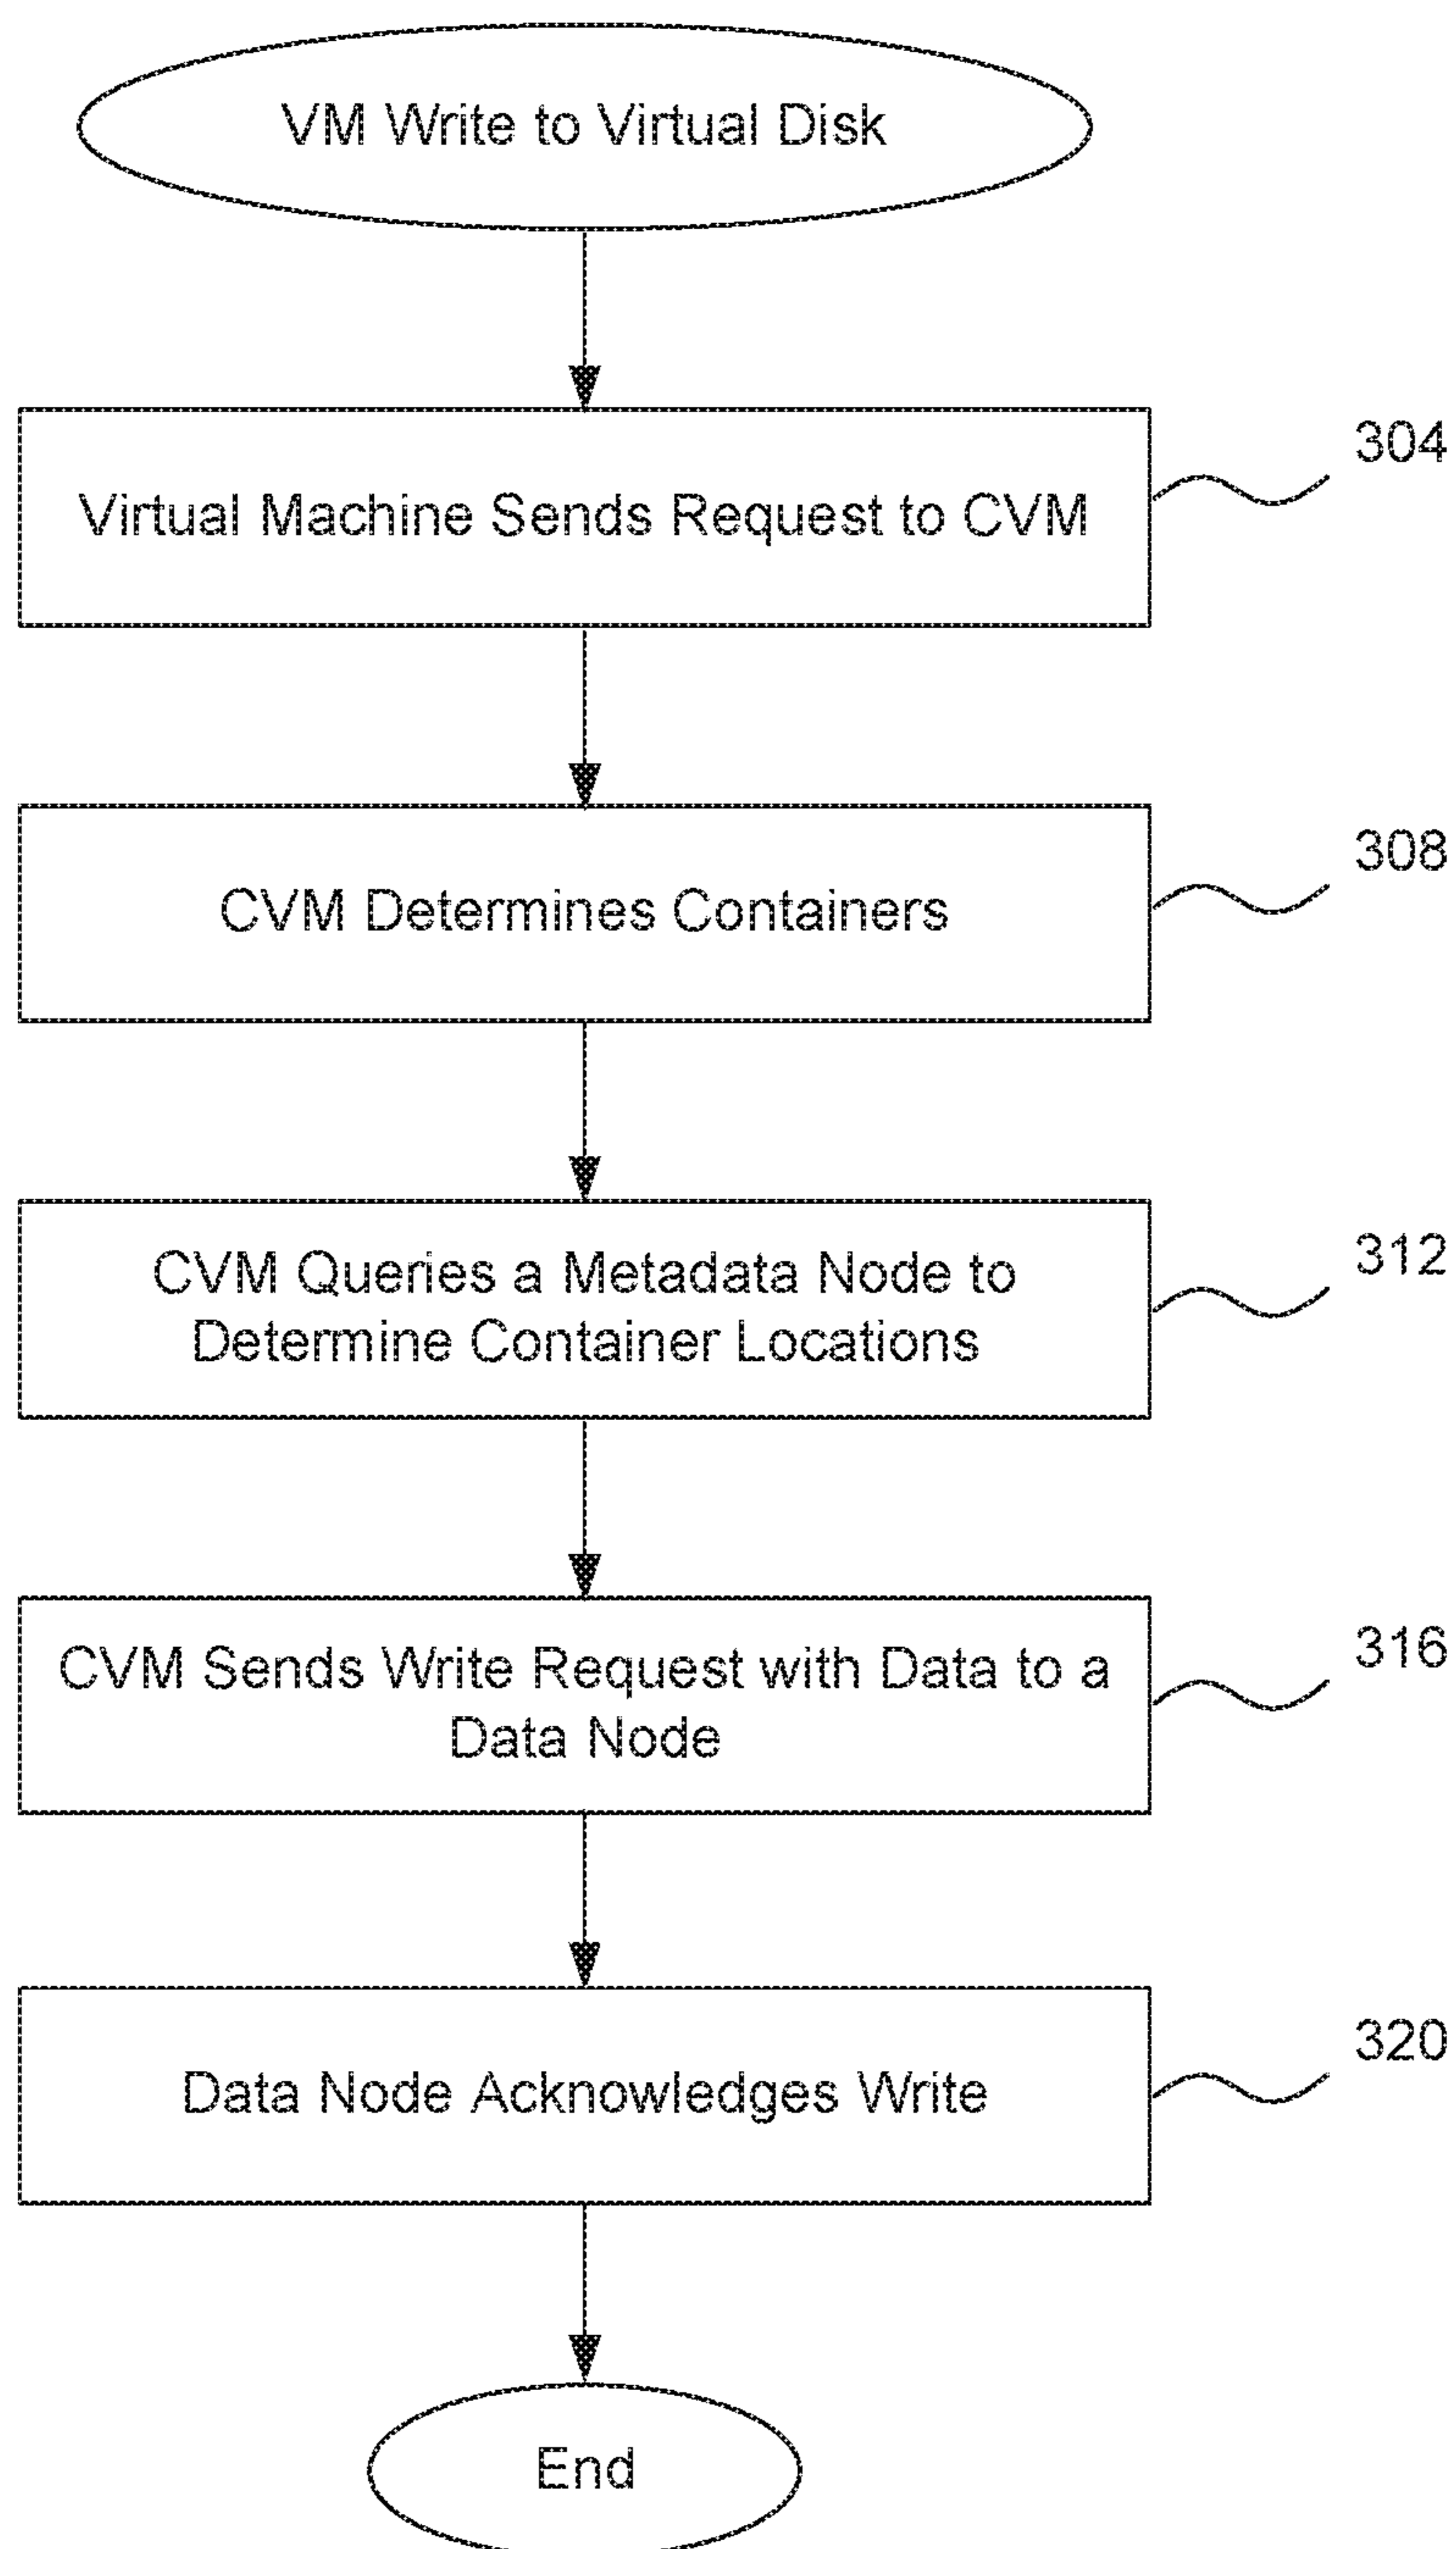 VM Write to Virtual Disk
304
Virtual Machine Sends Request to CVM
308
CVM Determines Containers
312
CVM Queries a Metadata Node to
Determine Container Locations
316
CVM Sends Write Request with Data to a
Data Node
320
Data Node Acknowledges Write
End